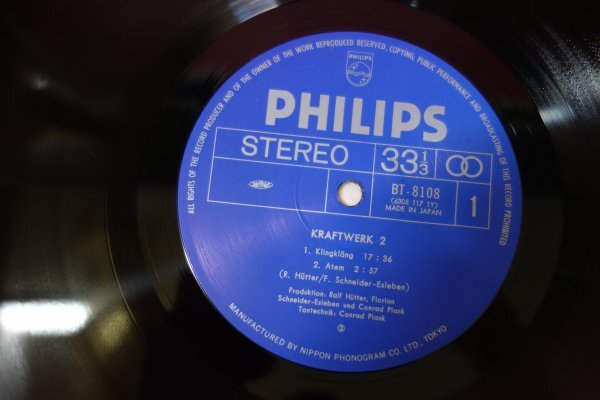 ALL RIGHTS OF THE RECORD PRODUCER AND OF THE OWNER OF THE WORK REPRODUCED RESERVED. COPYING, PUBLIC PERFORMANCE AND BROADCASTING OF THIS RECORD PROHIBITED
PHILIPS
PHILIPS
STEREO 33 1/3
BT-8108
(6305 117 1Y)
MADE IN JAPAN
1
KRAFTWERK 2
1. Klingkläng 17:36
2. Atem 2:57
(R. Hütter/F. Schneider-Esleben)
Produktion: Ralf Hütter, Florian
Schneider-Esleben und Conrad Plank
Tontechnik: Conrad Plank
MANUFACTURED BY NIPPON PHONOGRAM CO. LTD., TOKYO